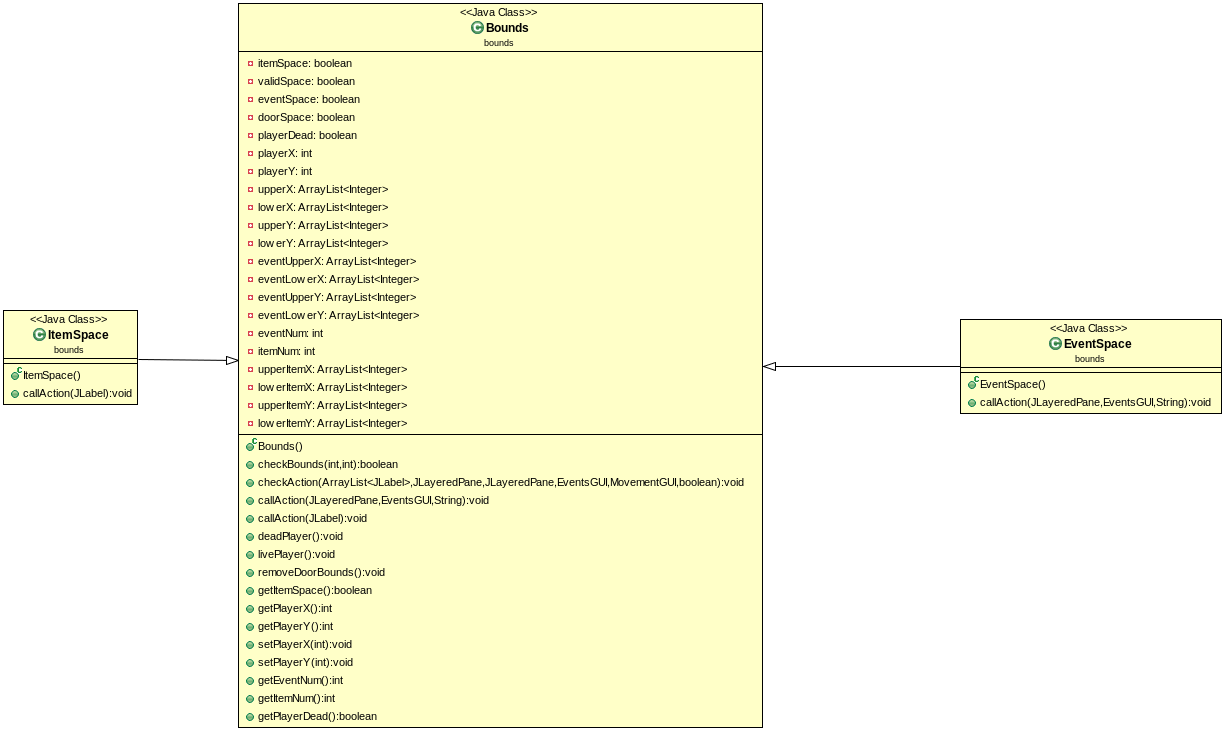 <<Java Class>>
Bounds
bounds
itemSpace: boolean
validSpace: boolean
eventSpace: boolean
doorSpace: boolean
playerDead: boolean
playerX: int
playerY: int
upperX: ArrayList<Integer>
lowerX: ArrayList<Integer>
upperY: ArrayList<Integer>
lowerY: ArrayList<Integer>
eventUpperX: ArrayList<Integer>
eventLowerX: ArrayList<Integer>
eventUpperY: ArrayList<Integer>
eventLowerY: ArrayList<Integer>
eventNum: int
itemNum: int
upperItemX: ArrayList<Integer>
lowerItemX: ArrayList<Integer>
upperItemY: ArrayList<Integer>
lowerItemY: ArrayList<Integer>
Bounds()
checkBounds(int,int):boolean
checkAction(ArrayList<JLabel>,JLayeredPane,JLayeredPane,EventsGUI,MovementGUI,boolean):void
callAction(JLayeredPane,EventsGUI,String):void
callAction(JLabel):void
deadPlayer():void
livePlayer():void
removeDoorBounds():void
getItemSpace():boolean
getPlayerX():int
getPlayerY():int
setPlayerX(int):void
setPlayerY(int):void
getEventNum():int
getItemNum():int
getPlayerDead():boolean
<<Java Class>>
ItemSpace
bounds
ItemSpace()
callAction(JLabel):void
<<Java Class>>
EventSpace
bounds
EventSpace()
callAction(JLayeredPane,EventsGUI,String):void